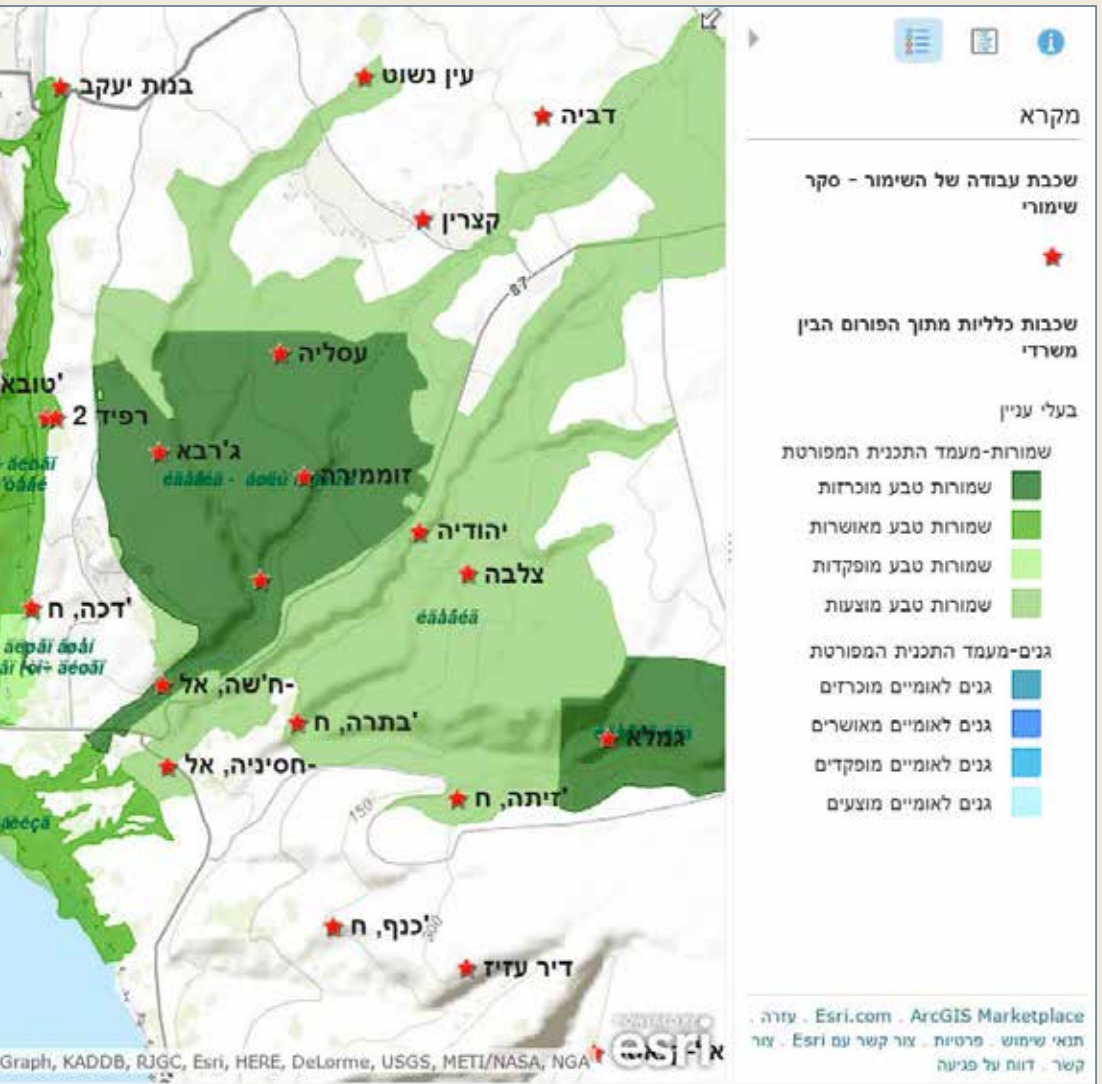 מקרא
שכבת עבודה של השימור - סקר
שימורי
שכבות כלליות מתוך הפורום הבין
משרדי
בעלי עניין
שמורות-מעמד התכנית המפורטת
שמורות טבע מוכרזות
שמורות טבע מאושרות
שמורות טבע מופקדות
שמורות טבע מוצעות
גנים-מעמד התכנית המפורטת
גנים לאומיים מוכרזים
גנים לאומיים מאושרים
גנים לאומיים מופקדים
גנים לאומיים מוצעים
Esri.com . ArcGIS Marketplace . עזרה .
תנאי שימוש . פרטיות . צור קשר עם Esri . צור
קשר . דווח על פגיעה
בנות יעקב
עין נשוט
דביה
קצרין
87
עסליה
טובא'
רפיד 2
ג'רבא
זוממירה
יהודיה
צלבה
éäåãéä
דכה, ח'
ח'שה, אל-
בתרה, ח'
גמלא
חסיניה, אל-
זיתה, ח'
150
כנף, ח'
דיר עזיז
esri
Graph, KADDB, RJGC, Esri, HERE, DeLorme, USGS, METI/NASA, NGA